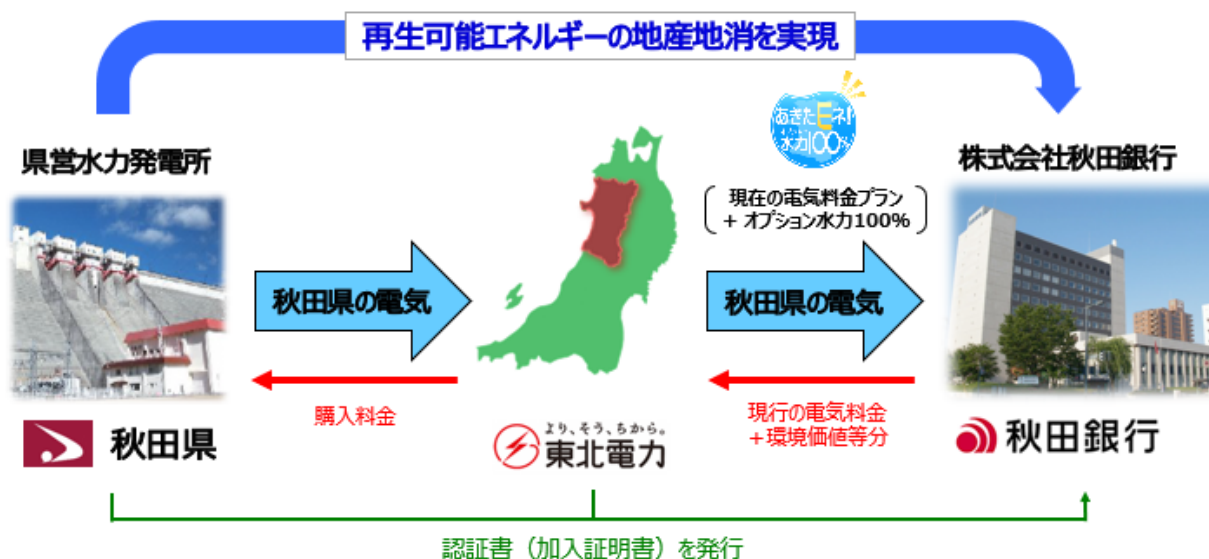 再生可能エネルギーの地産地消を実現
あきたEネ!
水力100%
県営水力発電所
株式会社秋田銀行
現在の電気料金プラン
+ オプション水力100%
秋田県の電気
秋田県の電気
購入料金
現行の電気料金
+環境価値等分
秋田県
より、そう、ちから。
東北電力
秋田銀行
認証書（加入証明書）を発行